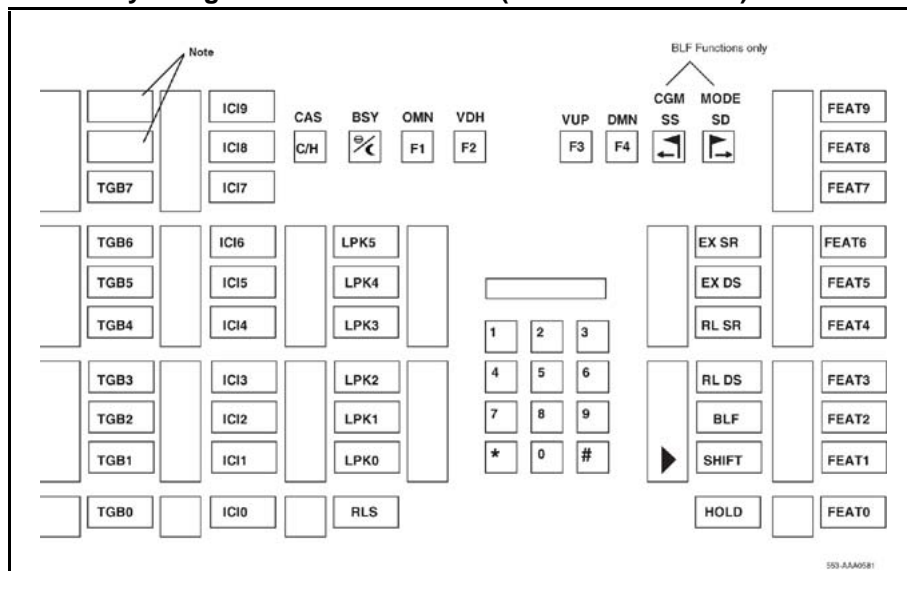 Note
BLF Functions only
CGM MODE
CAS BSY OMN VDH VUP DMN SS SD
ICI9 FEAT9
C/H F1 F2 F3 F4
ICI8 FEAT8
TGB7 ICI7 FEAT7
TGB6 ICI6 LPK5 EX SR FEAT6
TGB5 ICI5 LPK4 EX DS FEAT5
TGB4 ICI4 LPK3 RL SR FEAT4
1 2 3
TGB3 ICI3 LPK2 4 5 6 RL DS FEAT3
TGB2 ICI2 LPK1 7 8 9 BLF FEAT2
TGB1 ICI1 LPK0 * 0 # SHIFT FEAT1
TGB0 ICI0 RLS HOLD FEAT0
553-AAA0581